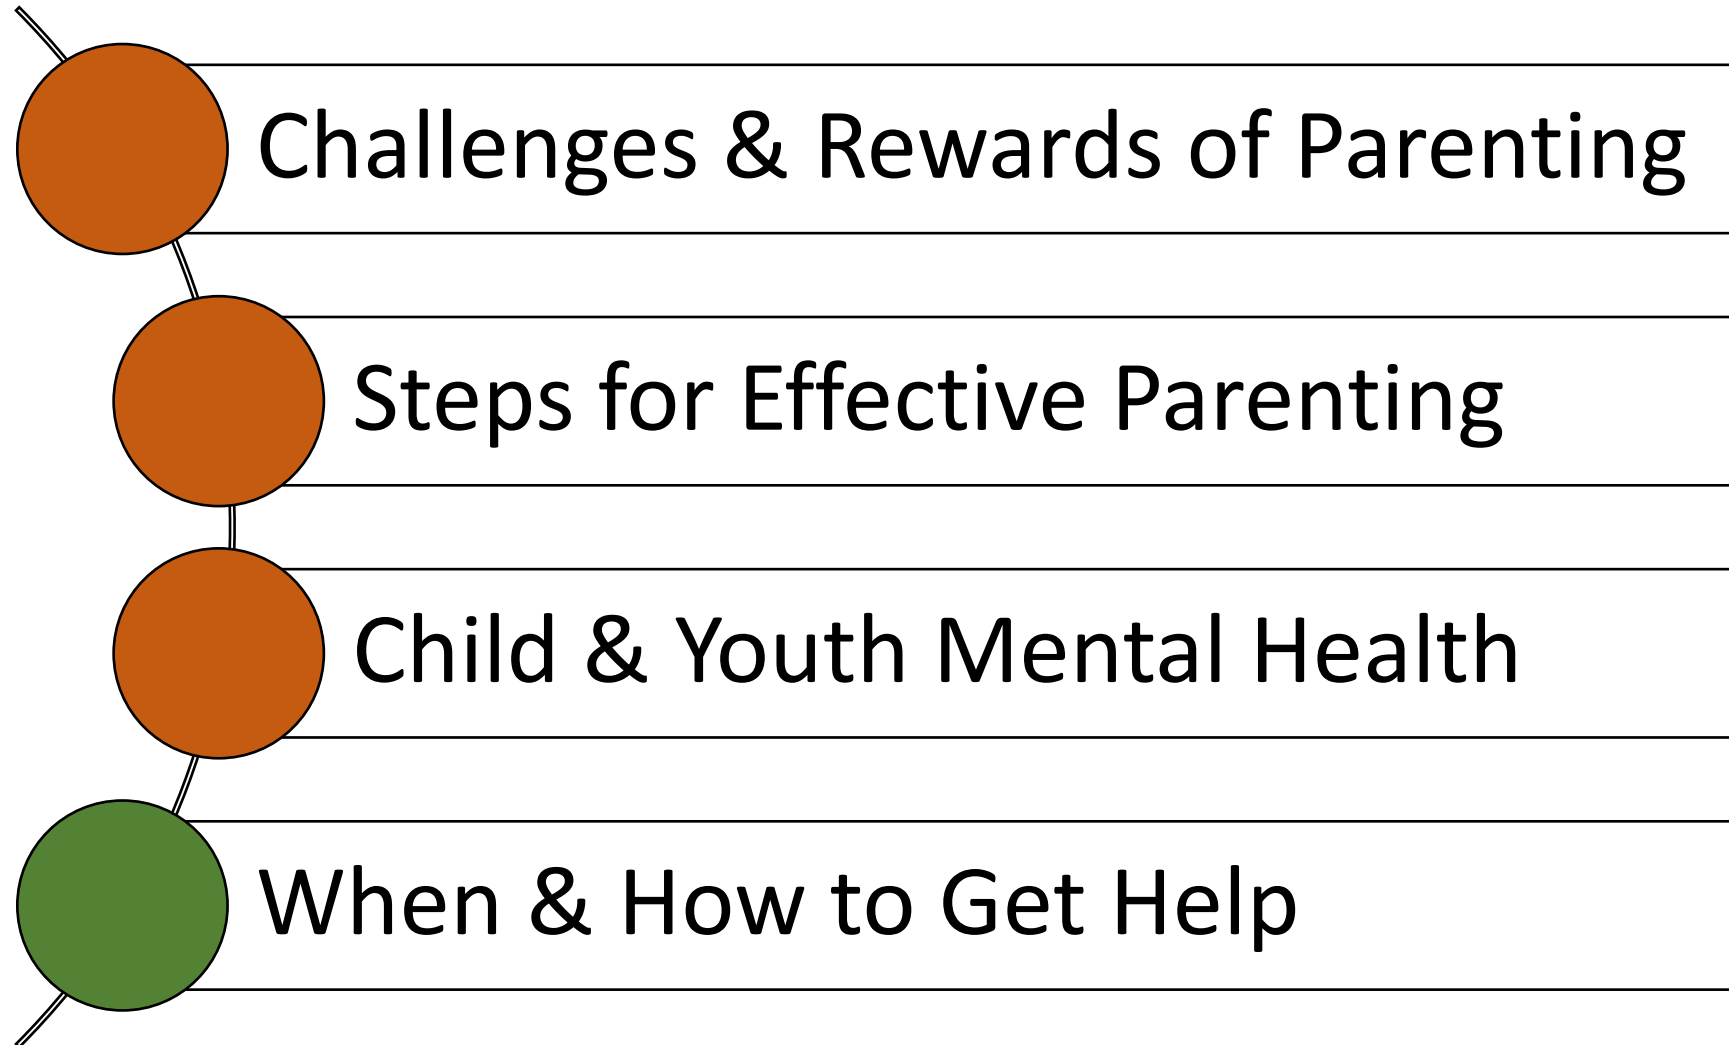 Challenges & Rewards of Parenting
Steps for Effective Parenting
Child & Youth Mental Health
When & How to Get Help